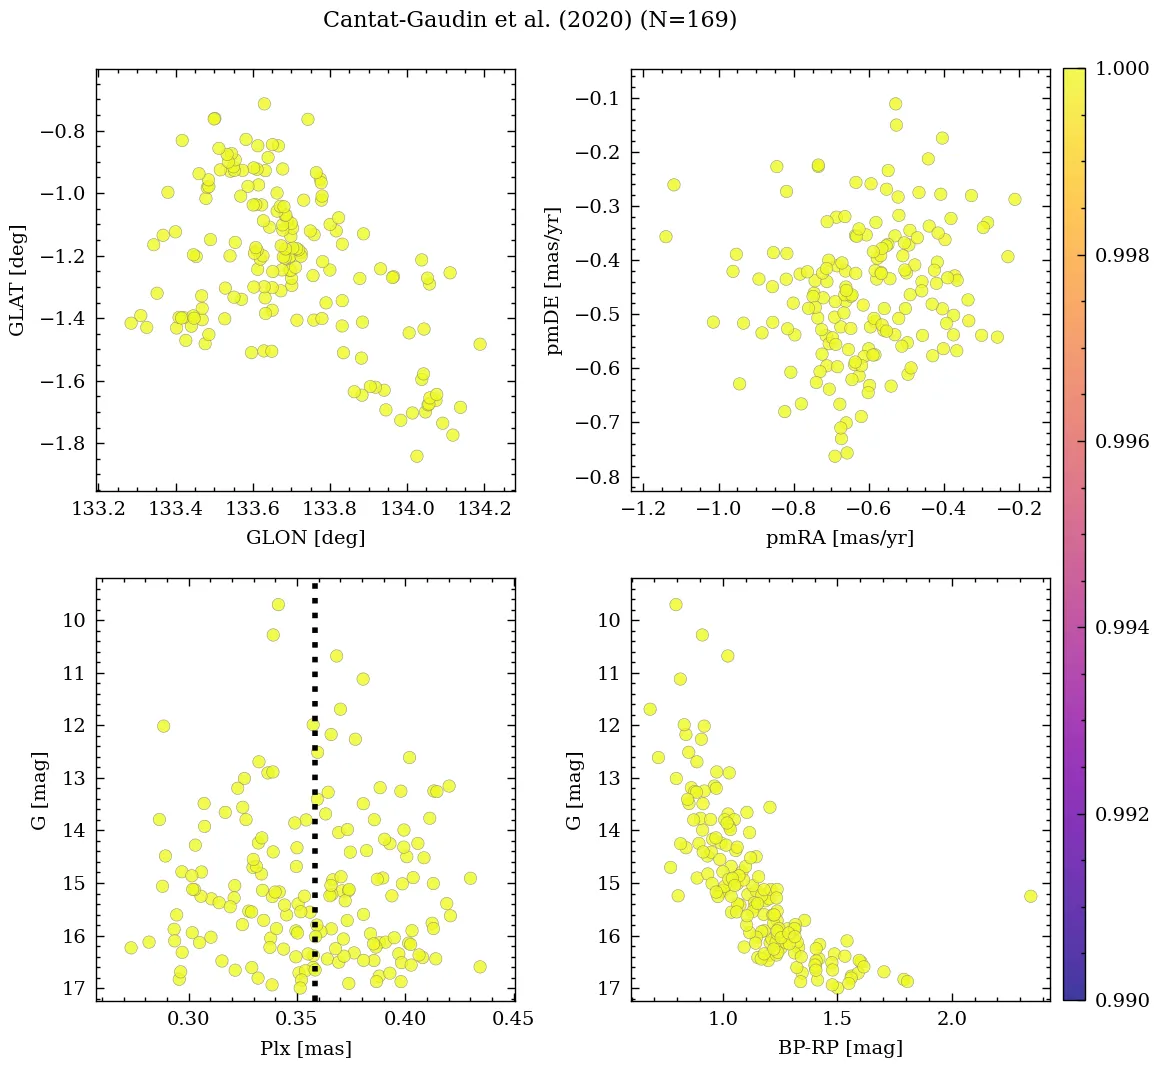 Cantat-Gaudin et al. (2020) (N=169)
GLAT [deg]
−0.8
−1.0
−1.2
−1.4
−1.6
−1.8
133.2 133.4 133.6 133.8 134.0 134.2
GLON [deg]
pmDE [mas/yr]
−0.1
−0.2
−0.3
−0.4
−0.5
−0.6
−0.7
−0.8
−1.2 −1.0 −0.8 −0.6 −0.4 −0.2
pmRA [mas/yr]
1.000
0.998
0.996
0.994
0.992
0.990
G [mag]
10
11
12
13
14
15
16
17
0.30 0.35 0.40 0.45
Plx [mas]
G [mag]
10
11
12
13
14
15
16
17
1.0 1.5 2.0
BP-RP [mag]